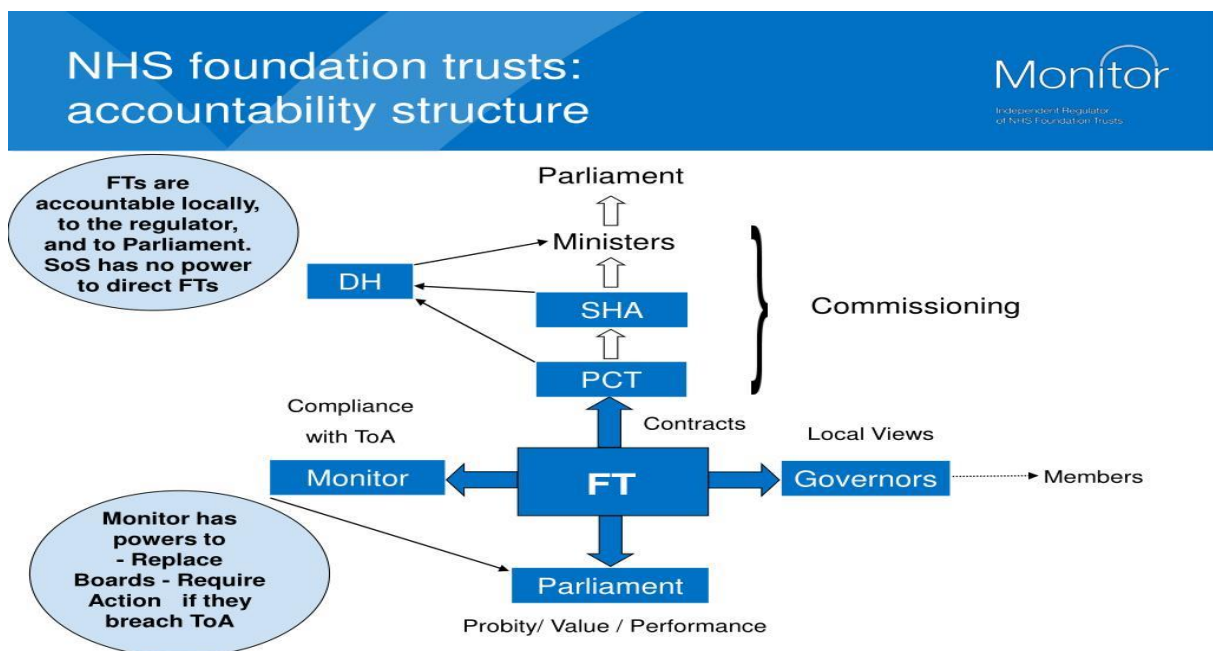 NHS foundation trusts:
accountability structure
Monitor
Independent Regulator
of NHS Foundation Trusts
FTs are
accountable locally,
to the regulator,
and to Parliament.
SoS has no power
to direct FTs
Parliament
Ministers
DH
SHA
Commissioning
PCT
Compliance
with ToA
Contracts
Local Views
Monitor
FT
Governors
Members
Monitor has
powers to
- Replace
Boards - Require
Action if they
breach ToA
Parliament
Probity/ Value / Performance